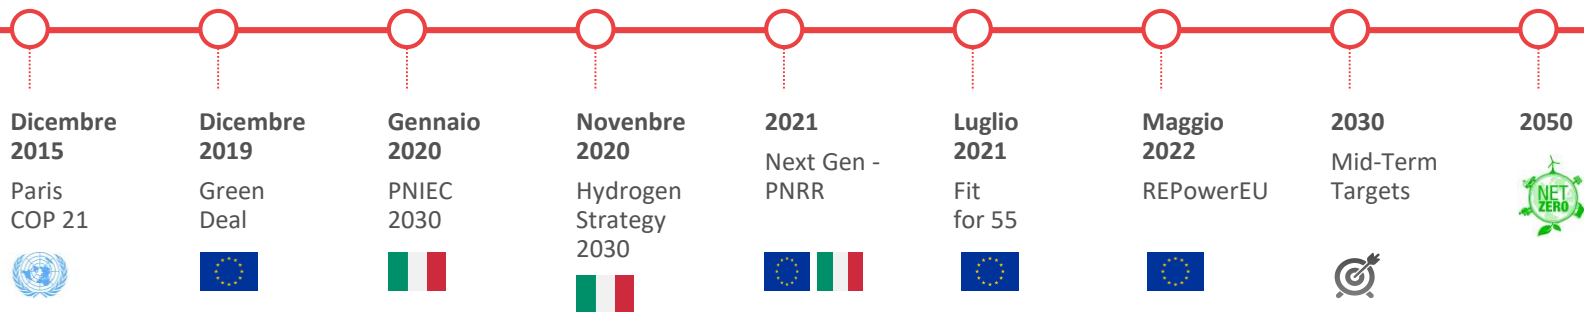 Dicembre
2015
Paris
COP 21
Dicembre
2019
Green
Deal
Gennaio
2020
PNIEC
2030
Novenbre
2020
Hydrogen
Strategy
2030
2021
Next Gen -
PNRR
Luglio
2021
Fit
for 55
Maggio
2022
REPowerEU
2030
Mid-Term
Targets
2050
NET
ZERO